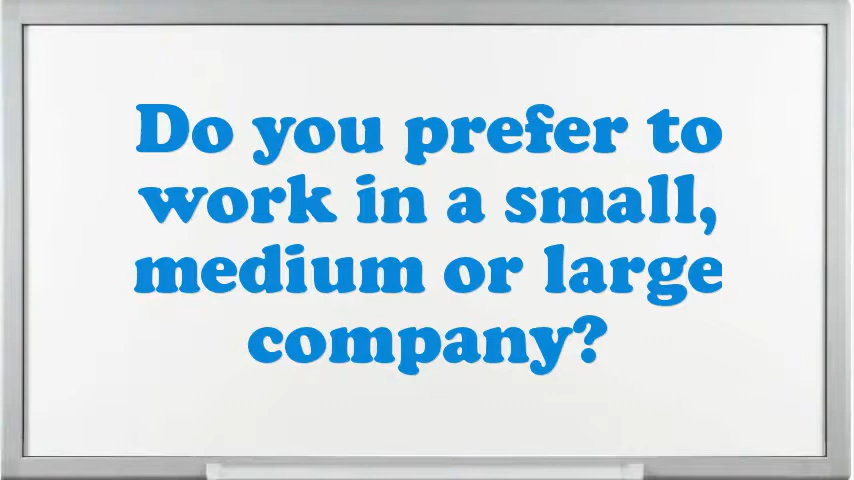 Do you prefer to
work in a small,
medium or large
company?